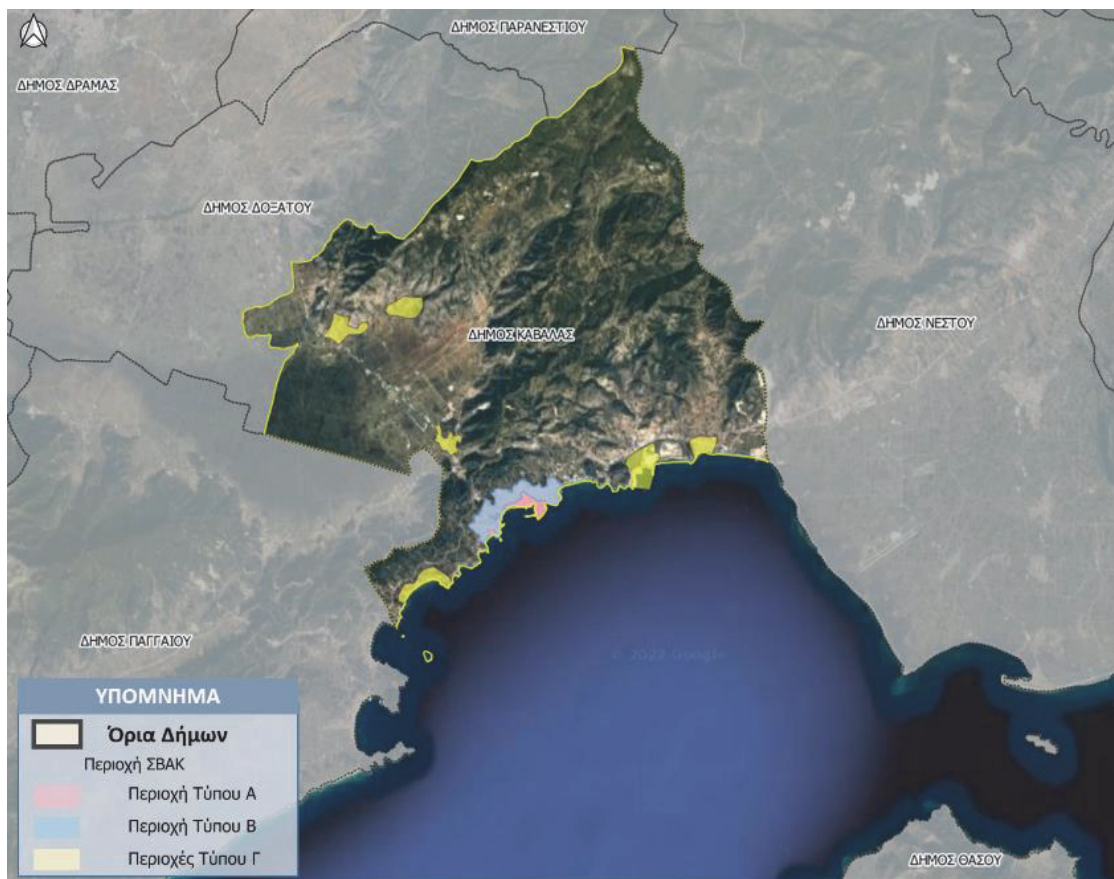 ΔΗΜΟΣ ΠΑΡΑΝΕΣΤΙΟΥ
ΔΗΜΟΣ ΔΡΑΜΑΣ
ΔΗΜΟΣ ΔΟΞΑΤΟΥ
ΔΗΜΟΣ ΝΕΣΤΟΥ
ΔΗΜΟΣ ΚΑΒΑΛΑΣ
ΔΗΜΟΣ ΠΑΓΓΑΙΟΥ
© 2022 Google
ΥΠΟΜΝΗΜΑ
Όρια Δήμων
Περιοχή ΣΒΑΚ
Περιοχή Τύπου Α
Περιοχή Τύπου Β
Περιοχές Τύπου Γ
ΔΗΜΟΣ ΘΑΣΟΥ